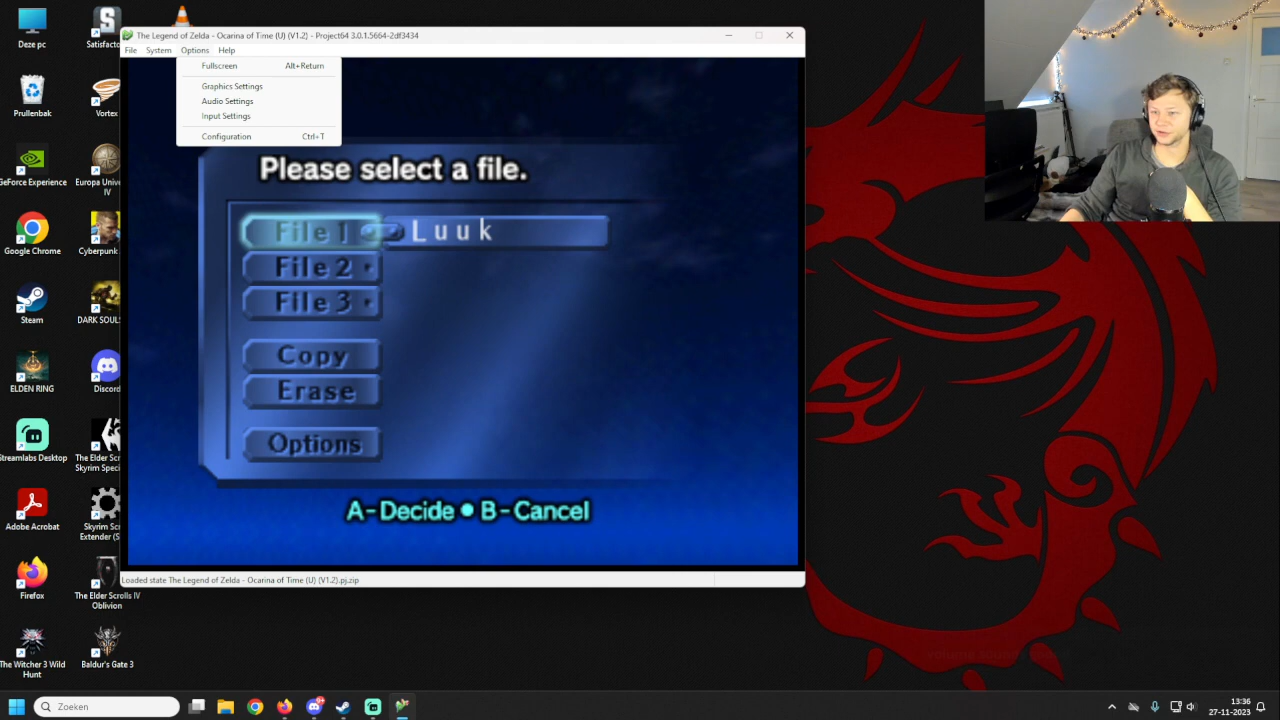 The Legend of Zelda - Ocarina of Time (U) (V1.2) - Project64 3.0.1.5664-2df3434
File System Options Help
Fullscreen Alt+Return
Graphics Settings
Audio Settings
Input Settings
Configuration Ctrl+T
Please select a file.
File 1 Luuk
File 2
File 3
Copy
Erase
Options
A-Decide • B-Cancel
Loaded state The Legend of Zelda - Ocarina of Time (U) (V1.2).pj.zip
Deze pc
Satisfacto
Prullenbak
Vortex
GeForce Experience
Europa Unive
IV
Google Chrome
Cyberpunk
Steam
DARK SOULS
ELDEN RING
Discord
Streamlabs Desktop
The Elder Scr
Skyrim Speci
Adobe Acrobat
Skyrim Scr
Extender (S
Firefox
The Elder Scrolls IV
Oblivion
The Witcher 3 Wild
Hunt
Baldur's Gate 3
Zoeken
13:36
27-11-2023